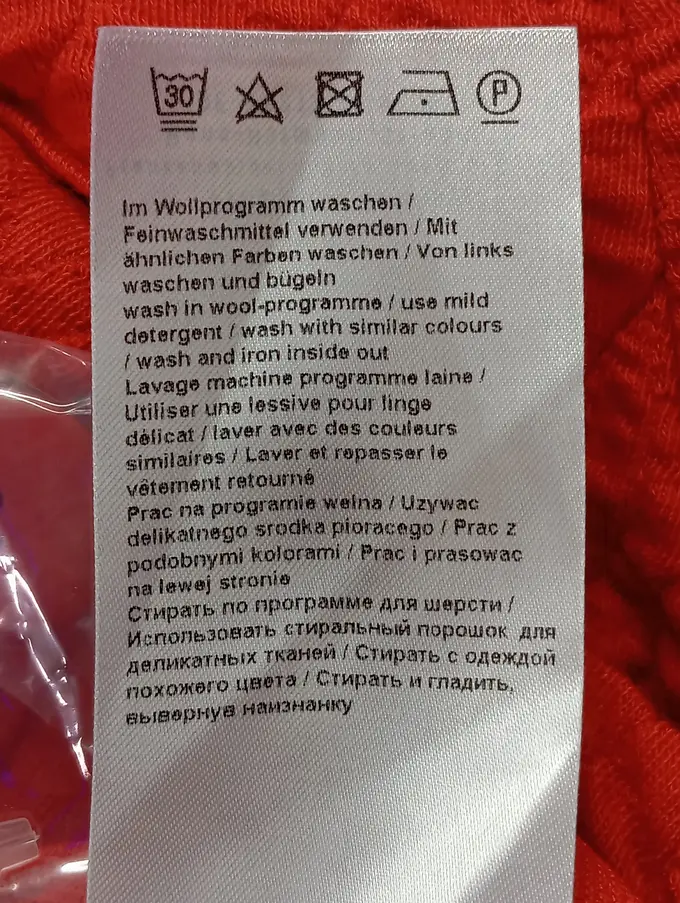 30
P
Im Wollprogramm waschen /
Feinwaschmittel verwenden / Mit
ähnlichen Farben waschen / Von links
waschen und bügeln
wash in wool-programme / use mild
detergent / wash with similar colours
/ wash and iron inside out
Lavage machine programme laine /
Utiliser une lessive pour linge
délicat / laver avec des couleurs
similaires / Laver et repasser le
vêtement retourné
Prac na programie welna / Uzywac
delikatnego srodka pioracego / Prac z
podobnymi kolorami / Prac i prasowac
na lewej stronie
Стирать по программе для шерсти /
Использовать стиральный порошок для
деликатных тканей / Стирать с одеждой
похожего цвета / Стирать и гладить,
вывернув наизнанку